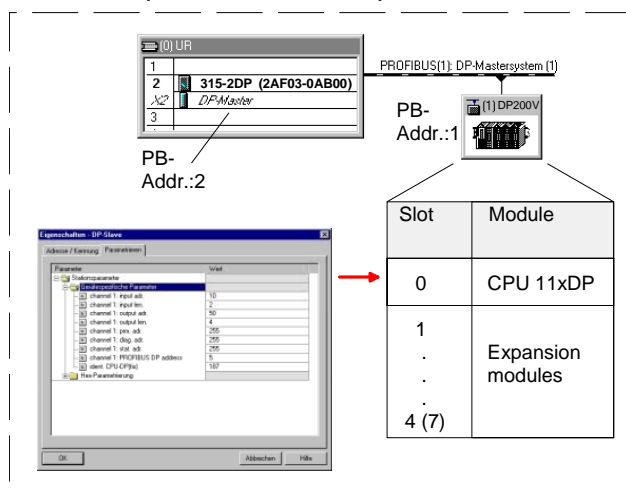 (0) UR
1
2 315-2DP (2AF03-0AB00)
X2 DP-Master
3
PROFIBUS(1): DP-Mastersystem (1)
PB-
Addr.:1
(1) DP200V
PB-
Addr.:2
Eigenschaften - DP-Slave
Adresse / Kennung Parametrieren
Parameter Wert
Stationsparameter
Gerätespezifische Parameter
channel 1: input adr. 10
channel 1: input len. 2
channel 1: output adr. 50
channel 1: output len. 4
channel 1: prm. adr. 255
channel 1: diag. adr. 255
channel 1: stat. adr. 255
channel 1: PROFIBUS DP address 5
ident. CPU-DP(fix) 187
Hex-Parametrierung
OK Abbrechen Hilfe
Slot Module
0 CPU 11xDP
1
.
.
.
4 (7)
Expansion
modules